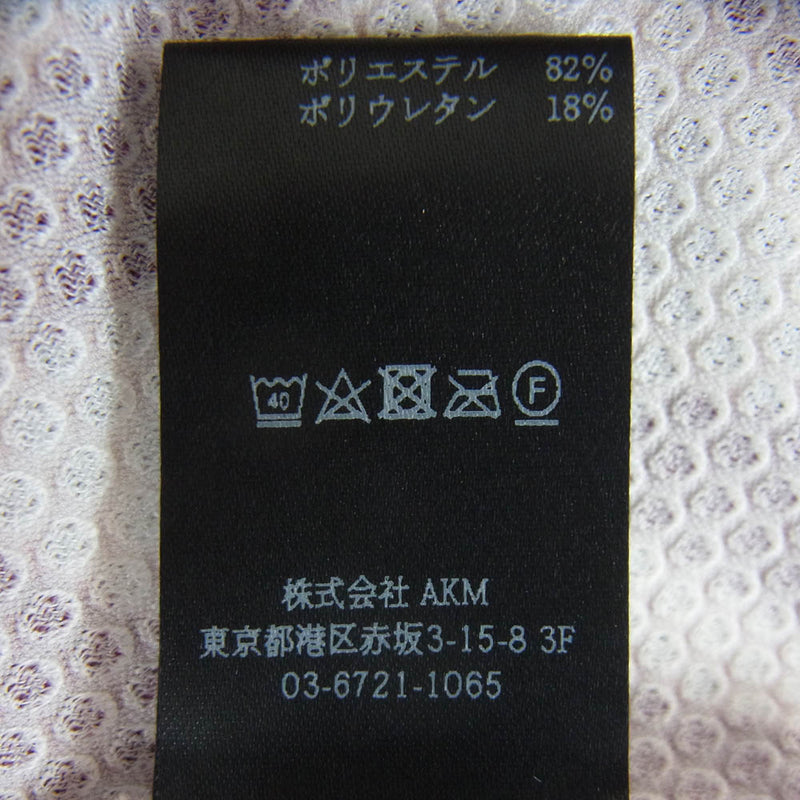 ポリエステル 82%
ポリウレタン 18%
40 F
株式会社 AKM
東京都港区赤坂3-15-8 3F
03-6721-1065